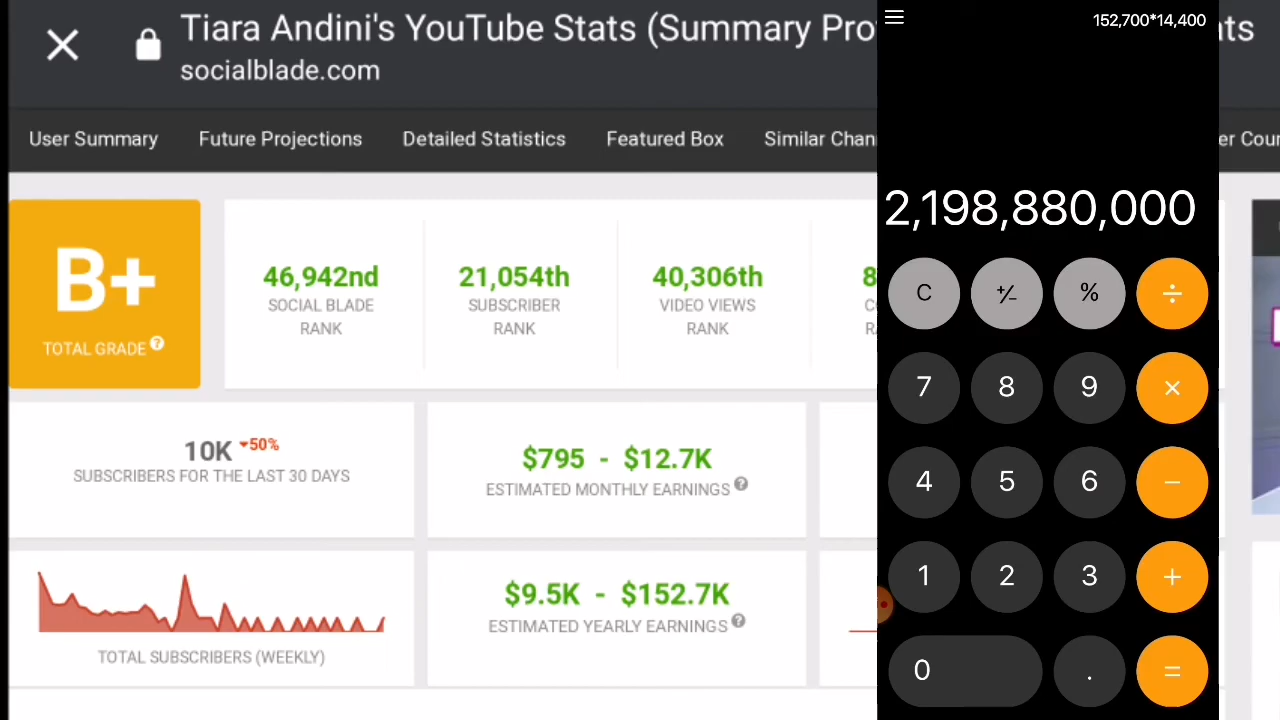 Tiara Andini's YouTube Stats (Summary Pro
nts
socialblade.com
User Summary
Future Projections
Detailed Statistics
Featured Box
Similar Chan
er Cour
B+
TOTAL GRADE ?
46,942nd
SOCIAL BLADE
RANK
21,054th
SUBSCRIBER
RANK
40,306th
VIDEO VIEWS
RANK
8
C
R
10K 50%
SUBSCRIBERS FOR THE LAST 30 DAYS
$795 - $12.7K
ESTIMATED MONTHLY EARNINGS ?
TOTAL SUBSCRIBERS (WEEKLY)
$9.5K - $152.7K
ESTIMATED YEARLY EARNINGS ?
152,700*14,400
2,198,880,000
C +/− % ÷
7 8 9 ×
4 5 6 −
1 2 3 +
0 . =